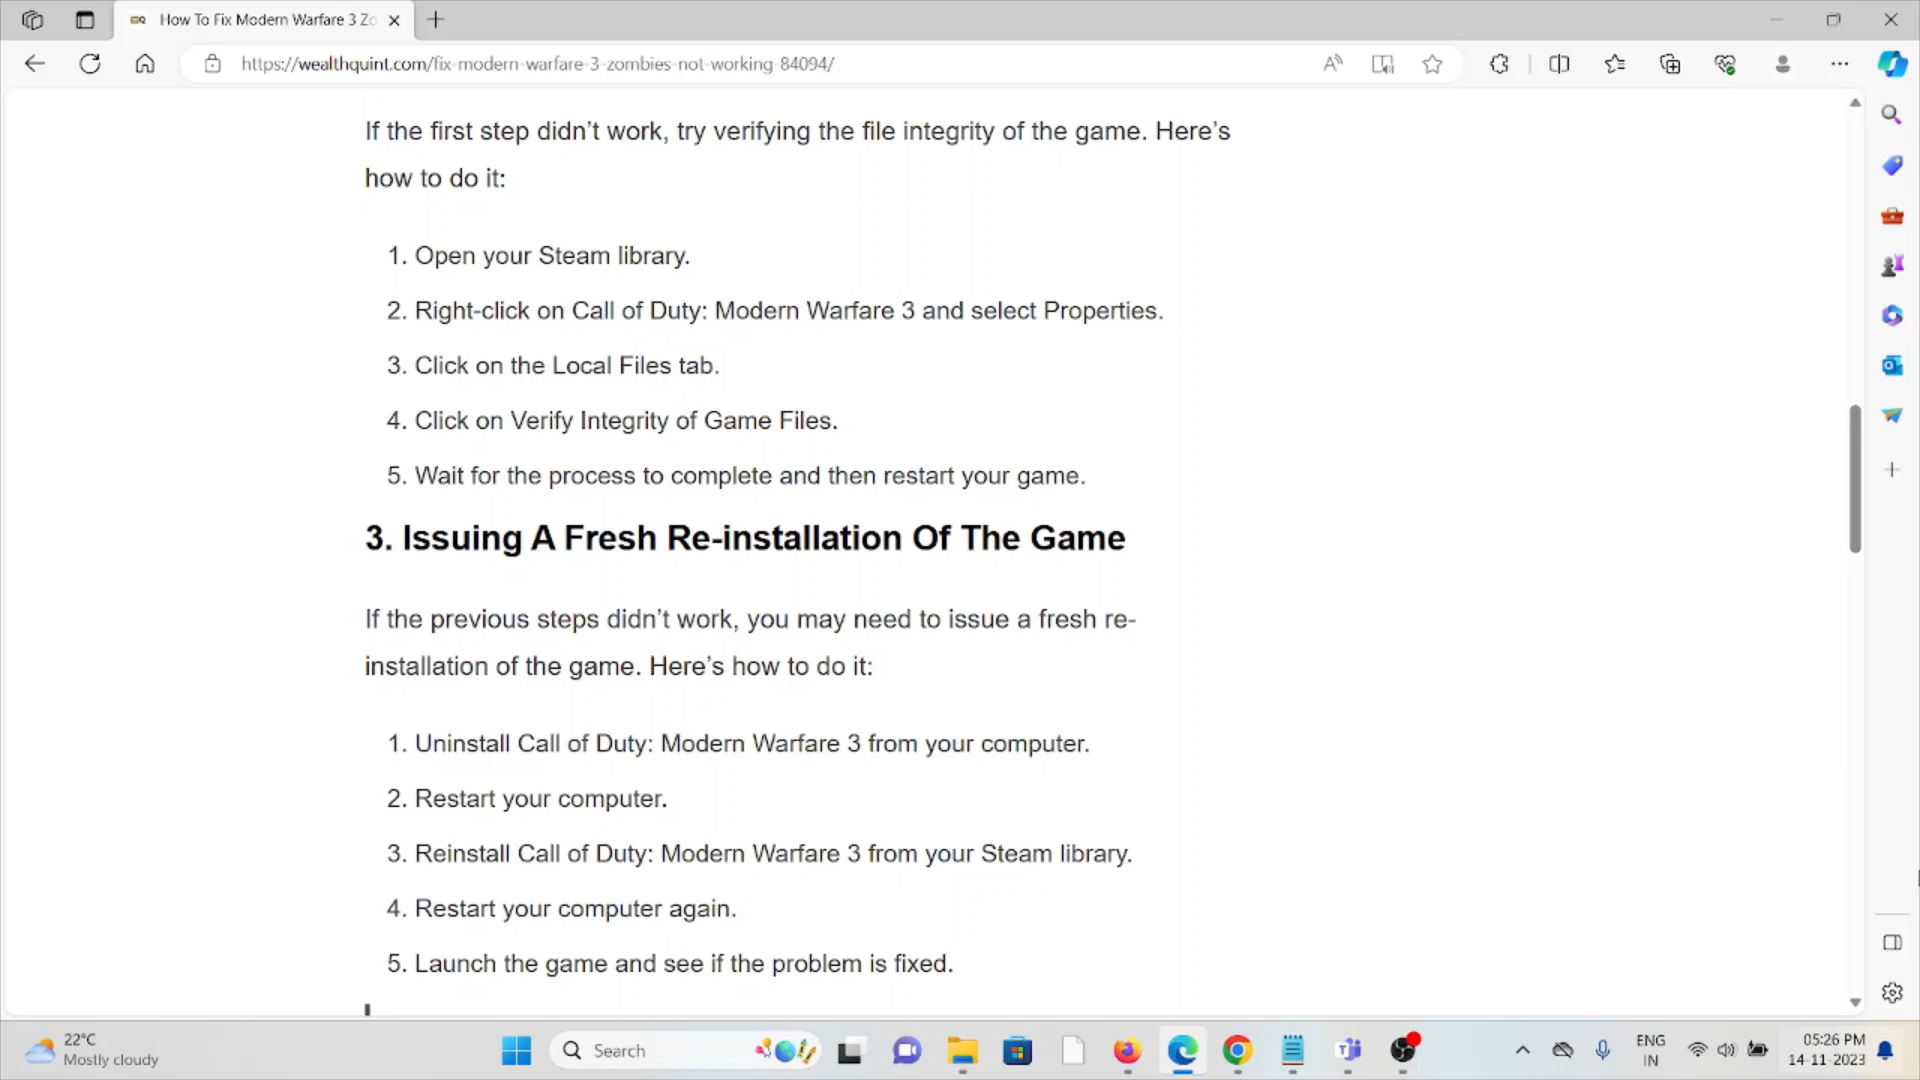 How To Fix Modern Warfare 3 Zo
https://wealthquint.com/fix-modern-warfare-3-zombies-not-working-84094/
If the first step didn’t work, try verifying the file integrity of the game. Here’s
how to do it:
1. Open your Steam library.
2. Right-click on Call of Duty: Modern Warfare 3 and select Properties.
3. Click on the Local Files tab.
4. Click on Verify Integrity of Game Files.
5. Wait for the process to complete and then restart your game.
3. Issuing A Fresh Re-installation Of The Game
If the previous steps didn’t work, you may need to issue a fresh re-
installation of the game. Here’s how to do it:
1. Uninstall Call of Duty: Modern Warfare 3 from your computer.
2. Restart your computer.
3. Reinstall Call of Duty: Modern Warfare 3 from your Steam library.
4. Restart your computer again.
5. Launch the game and see if the problem is fixed.
22°C
Mostly cloudy
Search
ENG
IN
05:26 PM
14-11-2023